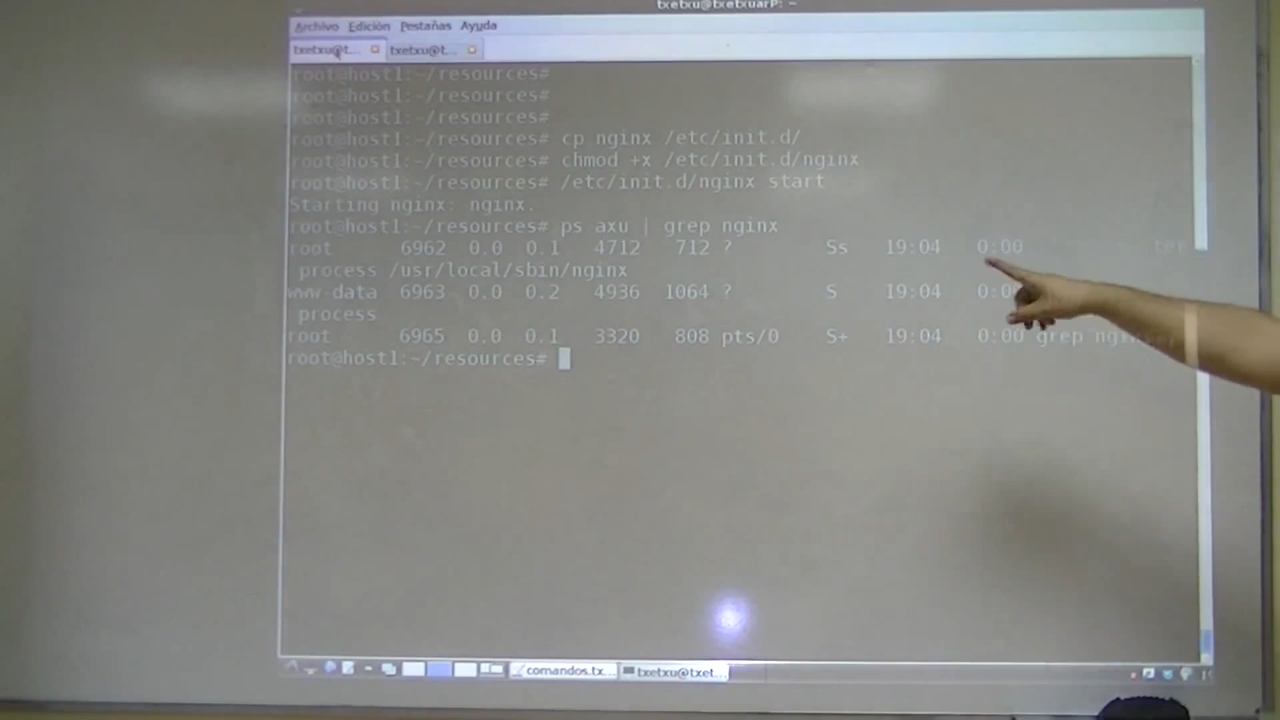 txetxu@txetxuarP: ~
Archivo Edición Pestañas Ayuda
txetxu@t... txetxu@t...
root@host1:~/resources#
root@host1:~/resources#
root@host1:~/resources#
root@host1:~/resources# cp nginx /etc/init.d/
root@host1:~/resources# chmod +x /etc/init.d/nginx
root@host1:~/resources# /etc/init.d/nginx start
Starting nginx: nginx.
root@host1:~/resources# ps axu | grep nginx
root 6962 0.0 0.1 4712 712 ? Ss 19:04 0:00
process /usr/local/sbin/nginx
www-data 6963 0.0 0.2 4936 1064 ? S 19:04
process
root 6965 0.0 0.1 3320 808 pts/0 S+ 19:04 0:00 grep
root@host1:~/resources#
comandos.tx... txetxu@txet...